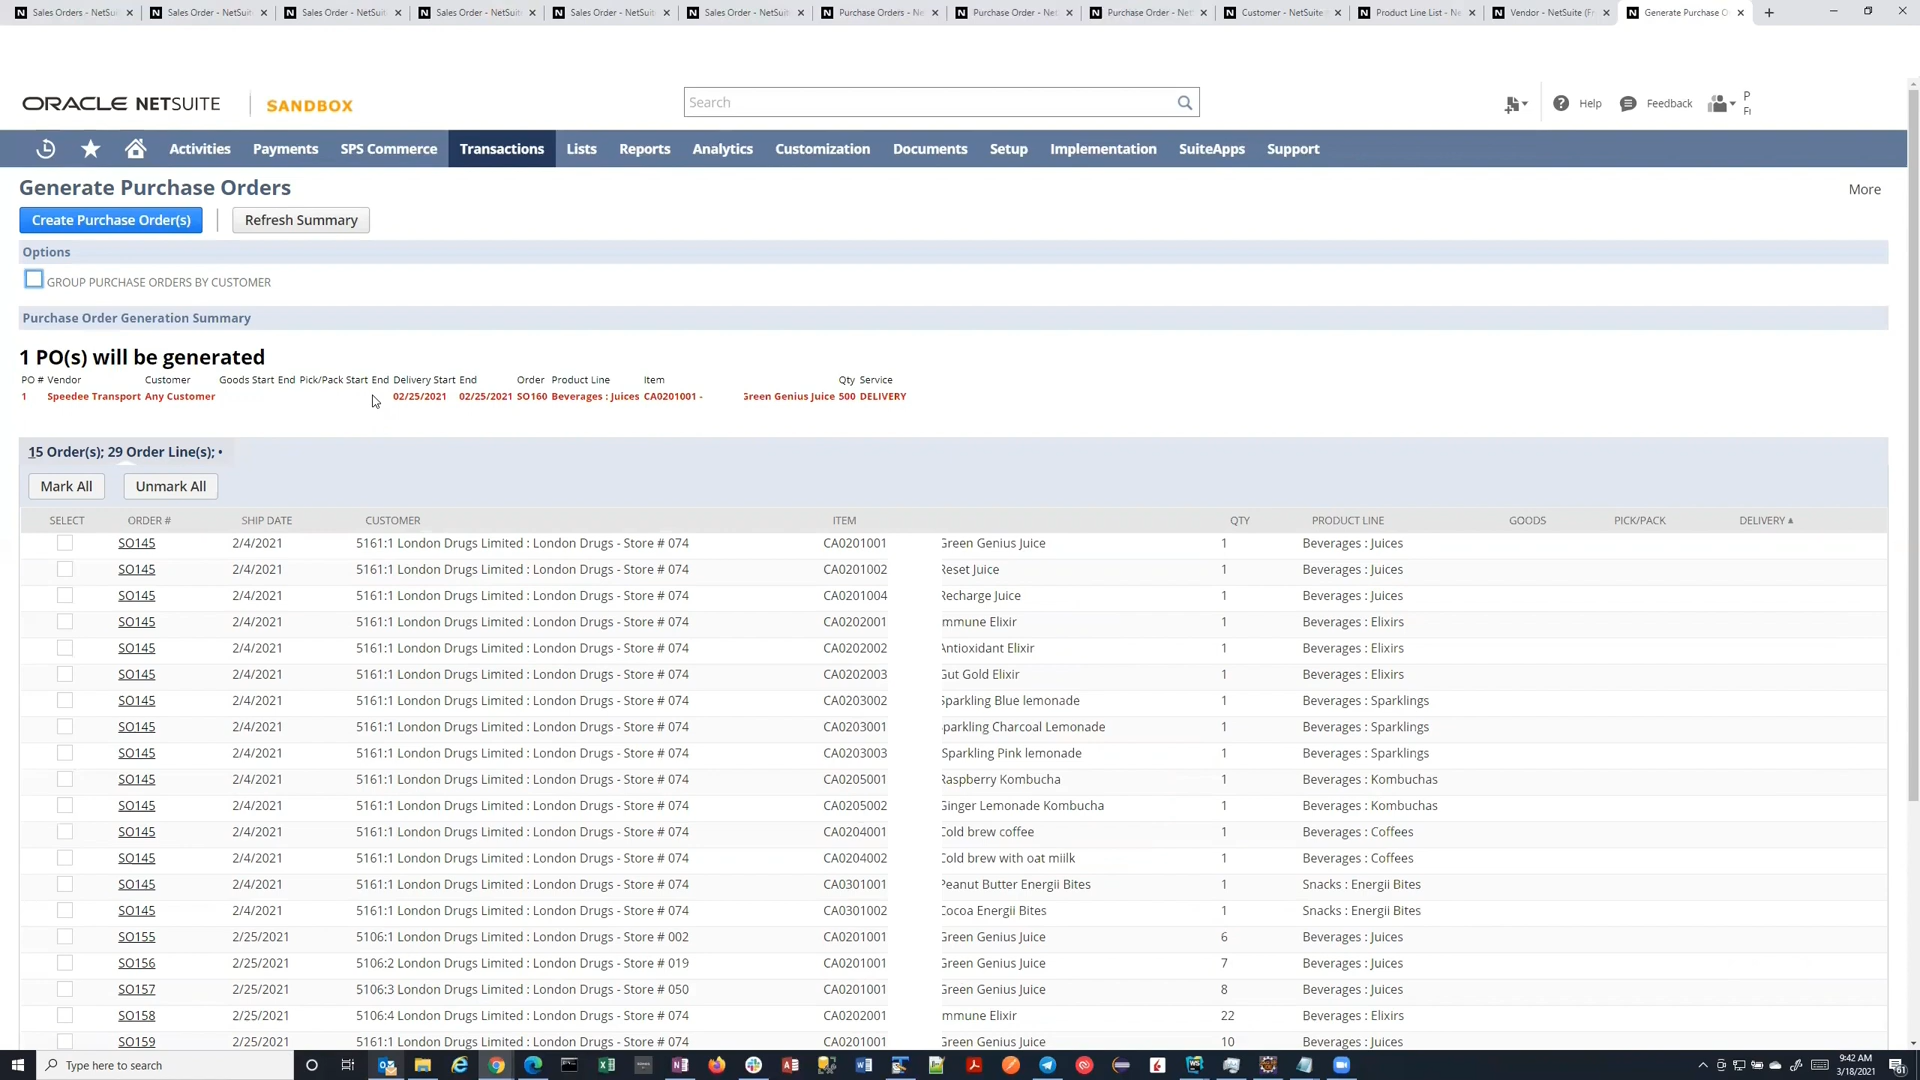 Sales Orders - NetSui
Sales Order - NetSuit
Sales Order - NetSuit
Sales Order - NetSuit
Sales Order - NetSuit
Sales Order - NetSuit
Purchase Orders - Ne
Purchase Order - Net
Purchase Order - Net
Customer - NetSuite
Product Line List - Ne
Vendor - NetSuite (Fr
Generate Purchase O
ORACLE NETSUITE
SANDBOX
Search
Help
Feedback
P
Fr
Activities Payments SPS Commerce Transactions Lists Reports Analytics Customization Documents Setup Implementation SuiteApps Support
Generate Purchase Orders
More
Create Purchase Order(s) Refresh Summary
Options
GROUP PURCHASE ORDERS BY CUSTOMER
Purchase Order Generation Summary
1 PO(s) will be generated
PO # Vendor Customer Goods Start End Pick/Pack Start End Delivery Start End Order Product Line Item Qty Service
1 Speedee Transport Any Customer 02/25/2021 02/25/2021 SO160 Beverages : Juices CA0201001 - Green Genius Juice 500 DELIVERY
15 Order(s); 29 Order Line(s); •
Mark All Unmark All
SELECT ORDER # SHIP DATE CUSTOMER ITEM QTY PRODUCT LINE GOODS PICK/PACK DELIVERY ▲
SO145 2/4/2021 5161:1 London Drugs Limited : London Drugs - Store # 074 CA0201001 Green Genius Juice 1 Beverages : Juices
SO145 2/4/2021 5161:1 London Drugs Limited : London Drugs - Store # 074 CA0201002 Reset Juice 1 Beverages : Juices
SO145 2/4/2021 5161:1 London Drugs Limited : London Drugs - Store # 074 CA0201004 Recharge Juice 1 Beverages : Juices
SO145 2/4/2021 5161:1 London Drugs Limited : London Drugs - Store # 074 CA0202001 mmune Elixir 1 Beverages : Elixirs
SO145 2/4/2021 5161:1 London Drugs Limited : London Drugs - Store # 074 CA0202002 Antioxidant Elixir 1 Beverages : Elixirs
SO145 2/4/2021 5161:1 London Drugs Limited : London Drugs - Store # 074 CA0202003 Gut Gold Elixir 1 Beverages : Elixirs
SO145 2/4/2021 5161:1 London Drugs Limited : London Drugs - Store # 074 CA0203002 Sparkling Blue lemonade 1 Beverages : Sparklings
SO145 2/4/2021 5161:1 London Drugs Limited : London Drugs - Store # 074 CA0203001 parkling Charcoal Lemonade 1 Beverages : Sparklings
SO145 2/4/2021 5161:1 London Drugs Limited : London Drugs - Store # 074 CA0203003 Sparkling Pink lemonade 1 Beverages : Sparklings
SO145 2/4/2021 5161:1 London Drugs Limited : London Drugs - Store # 074 CA0205001 Raspberry Kombucha 1 Beverages : Kombuchas
SO145 2/4/2021 5161:1 London Drugs Limited : London Drugs - Store # 074 CA0205002 Ginger Lemonade Kombucha 1 Beverages : Kombuchas
SO145 2/4/2021 5161:1 London Drugs Limited : London Drugs - Store # 074 CA0204001 Cold brew coffee 1 Beverages : Coffees
SO145 2/4/2021 5161:1 London Drugs Limited : London Drugs - Store # 074 CA0204002 Cold brew with oat miilk 1 Beverages : Coffees
SO145 2/4/2021 5161:1 London Drugs Limited : London Drugs - Store # 074 CA0301001 Peanut Butter Energii Bites 1 Snacks : Energii Bites
SO145 2/4/2021 5161:1 London Drugs Limited : London Drugs - Store # 074 CA0301002 Cocoa Energii Bites 1 Snacks : Energii Bites
SO155 2/25/2021 5106:1 London Drugs Limited : London Drugs - Store # 002 CA0201001 Green Genius Juice 6 Beverages : Juices
SO156 2/25/2021 5106:2 London Drugs Limited : London Drugs - Store # 019 CA0201001 Green Genius Juice 7 Beverages : Juices
SO157 2/25/2021 5106:3 London Drugs Limited : London Drugs - Store # 050 CA0201001 Green Genius Juice 8 Beverages : Juices
SO158 2/25/2021 5106:4 London Drugs Limited : London Drugs - Store # 074 CA0202001 mmune Elixir 22 Beverages : Elixirs
SO159 2/25/2021 5161:1 London Drugs Limited : London Drugs - Store # 074 CA0201001 Green Genius Juice 10 Beverages : Juices
Type here to search
9:42 AM
3/18/2021
61